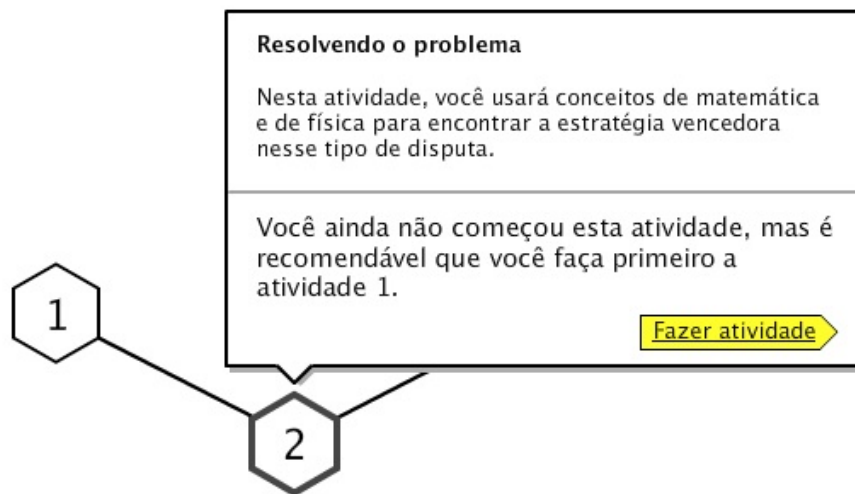 Resolvendo o problema
Nesta atividade, você usará conceitos de matemática
e de física para encontrar a estratégia vencedora
nesse tipo de disputa.
Você ainda não começou esta atividade, mas é
recomendável que você faça primeiro a
atividade 1.
Fazer atividade
1
2